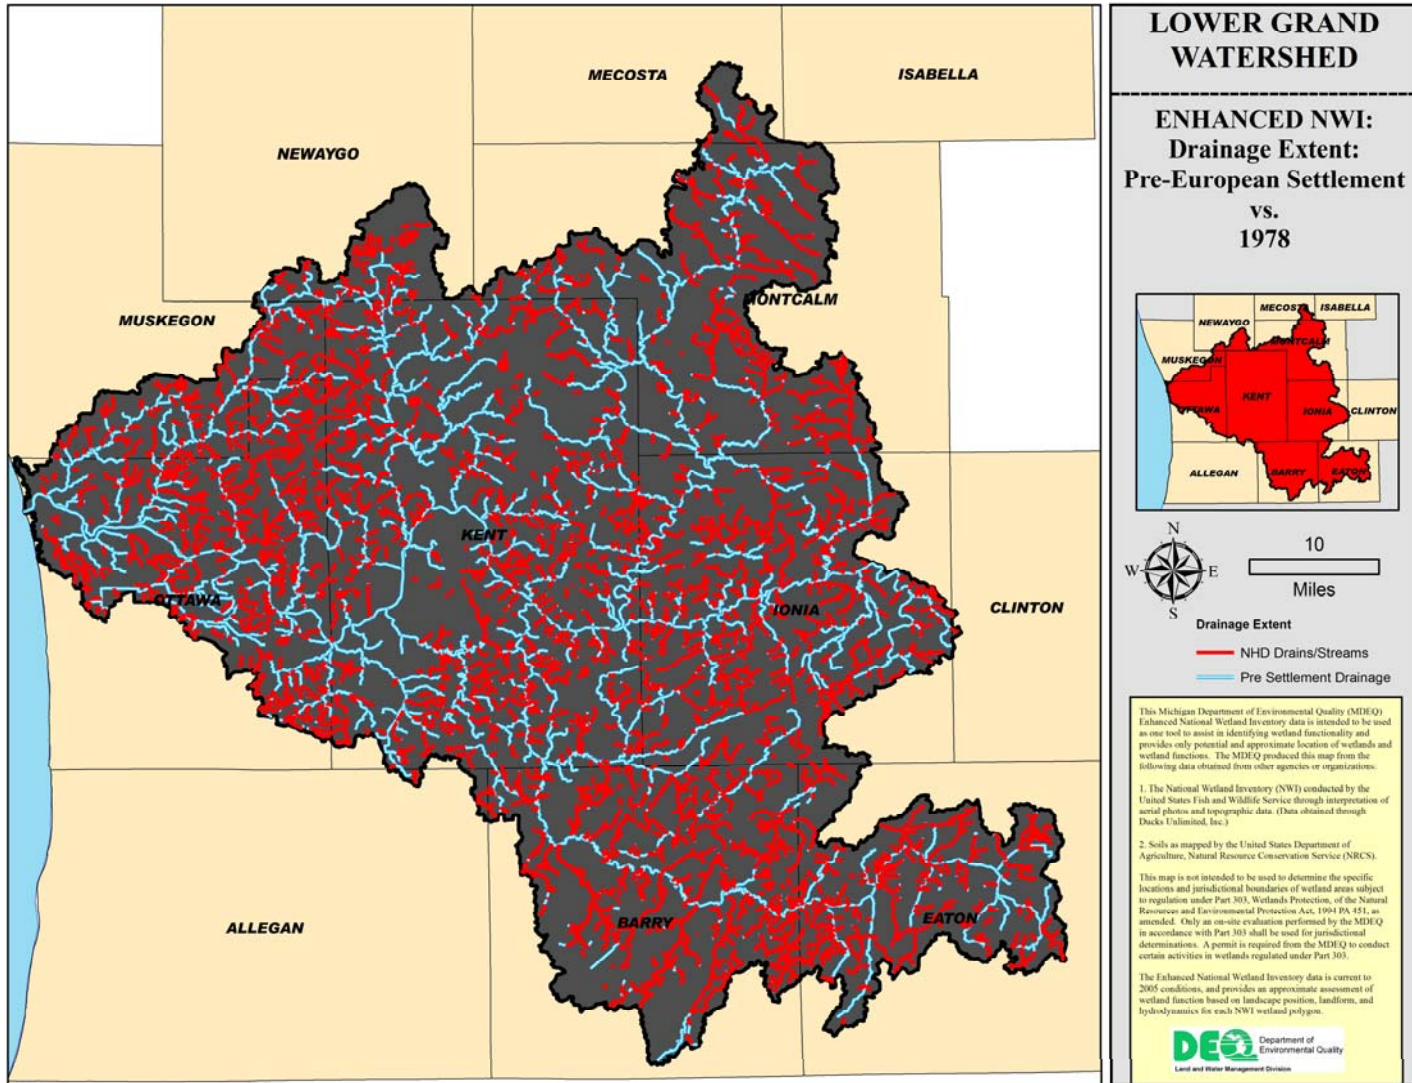 MECOSTA
ISABELLA
NEWAYGO
MONTCALM
MUSKEGON
KENT
OTTAWA
IONIA
CLINTON
ALLEGAN
BARRY
EATON
LOWER GRAND
WATERSHED
ENHANCED NWI:
Drainage Extent:
Pre-European Settlement
vs.
1978
MECOSTA
ISABELLA
NEWAYGO
MONTCALM
MUSKEGON
KENT
OTTAWA
IONIA
CLINTON
ALLEGAN
BARRY
EATON
N
W
E
S
10
Miles
Drainage Extent
NHD Drains/Streams
Pre Settlement Drainage
This Michigan Department of Environmental Quality (MDEQ)
Enhanced National Wetland Inventory data is intended to be used
as one tool to assist in identifying wetland functionality and
provides only potential and approximate location of wetlands and
wetland functions. The MDEQ produced this map from the
following data obtained from other agencies or organizations:
1. The National Wetland Inventory (NWI) conducted by the
United States Fish and Wildlife Service through interpretation of
aerial photos and topographic data. (Data obtained through
Ducks Unlimited, Inc.)
2. Soils as mapped by the United States Department of
Agriculture, Natural Resource Conservation Service (NRCS).
This map is not intended to be used to determine the specific
locations and jurisdictional boundaries of wetland areas subject
to regulation under Part 303, Wetlands Protection, of the Natural
Resources and Environmental Protection Act, 1994 PA 451, as
amended. Only an on-site evaluation performed by the MDEQ
in accordance with Part 303 shall be used for jurisdictional
determinations. A permit is required from the MDEQ to conduct
certain activities in wetlands regulated under Part 303.
The Enhanced National Wetland Inventory data is current to
2005 conditions, and provides an approximate assessment of
wetland function based on landscape position, landform, and
hydrodynamics for each NWI wetland polygon.
DEQ
Department of
Environmental Quality
Land and Water Management Division